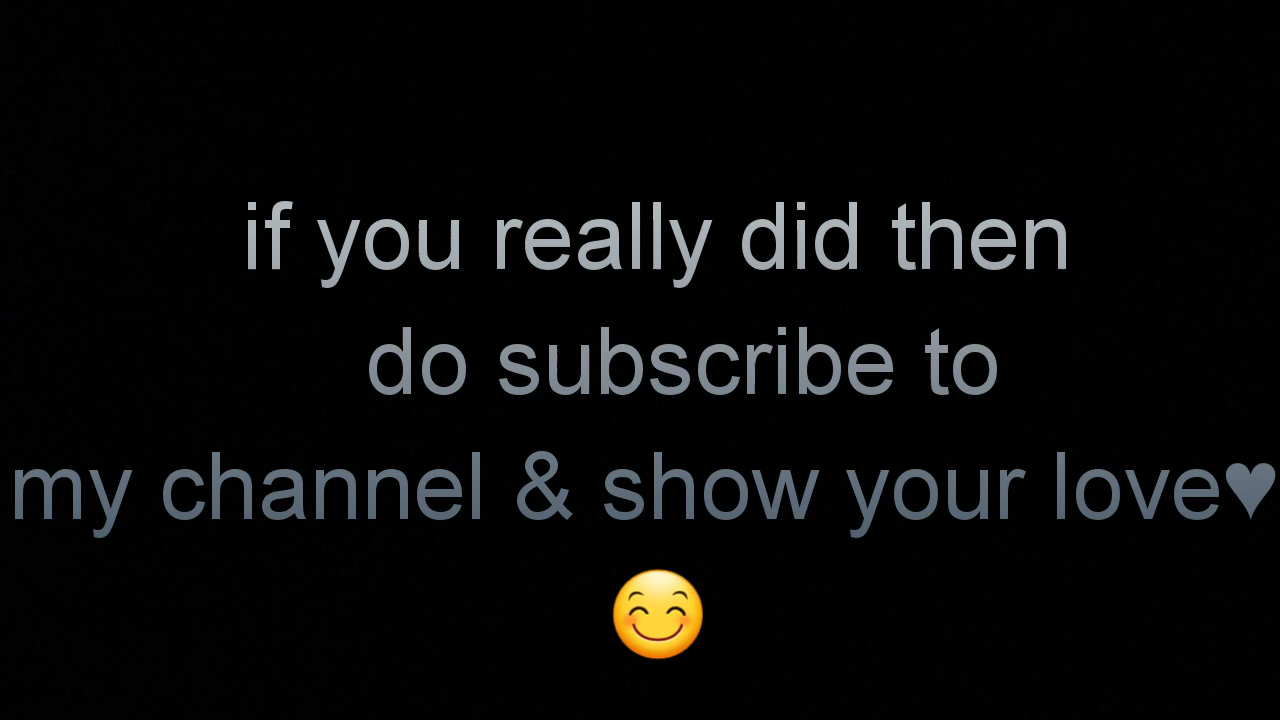 if you really did then
do subscribe to
my channel & show your love♥
😊